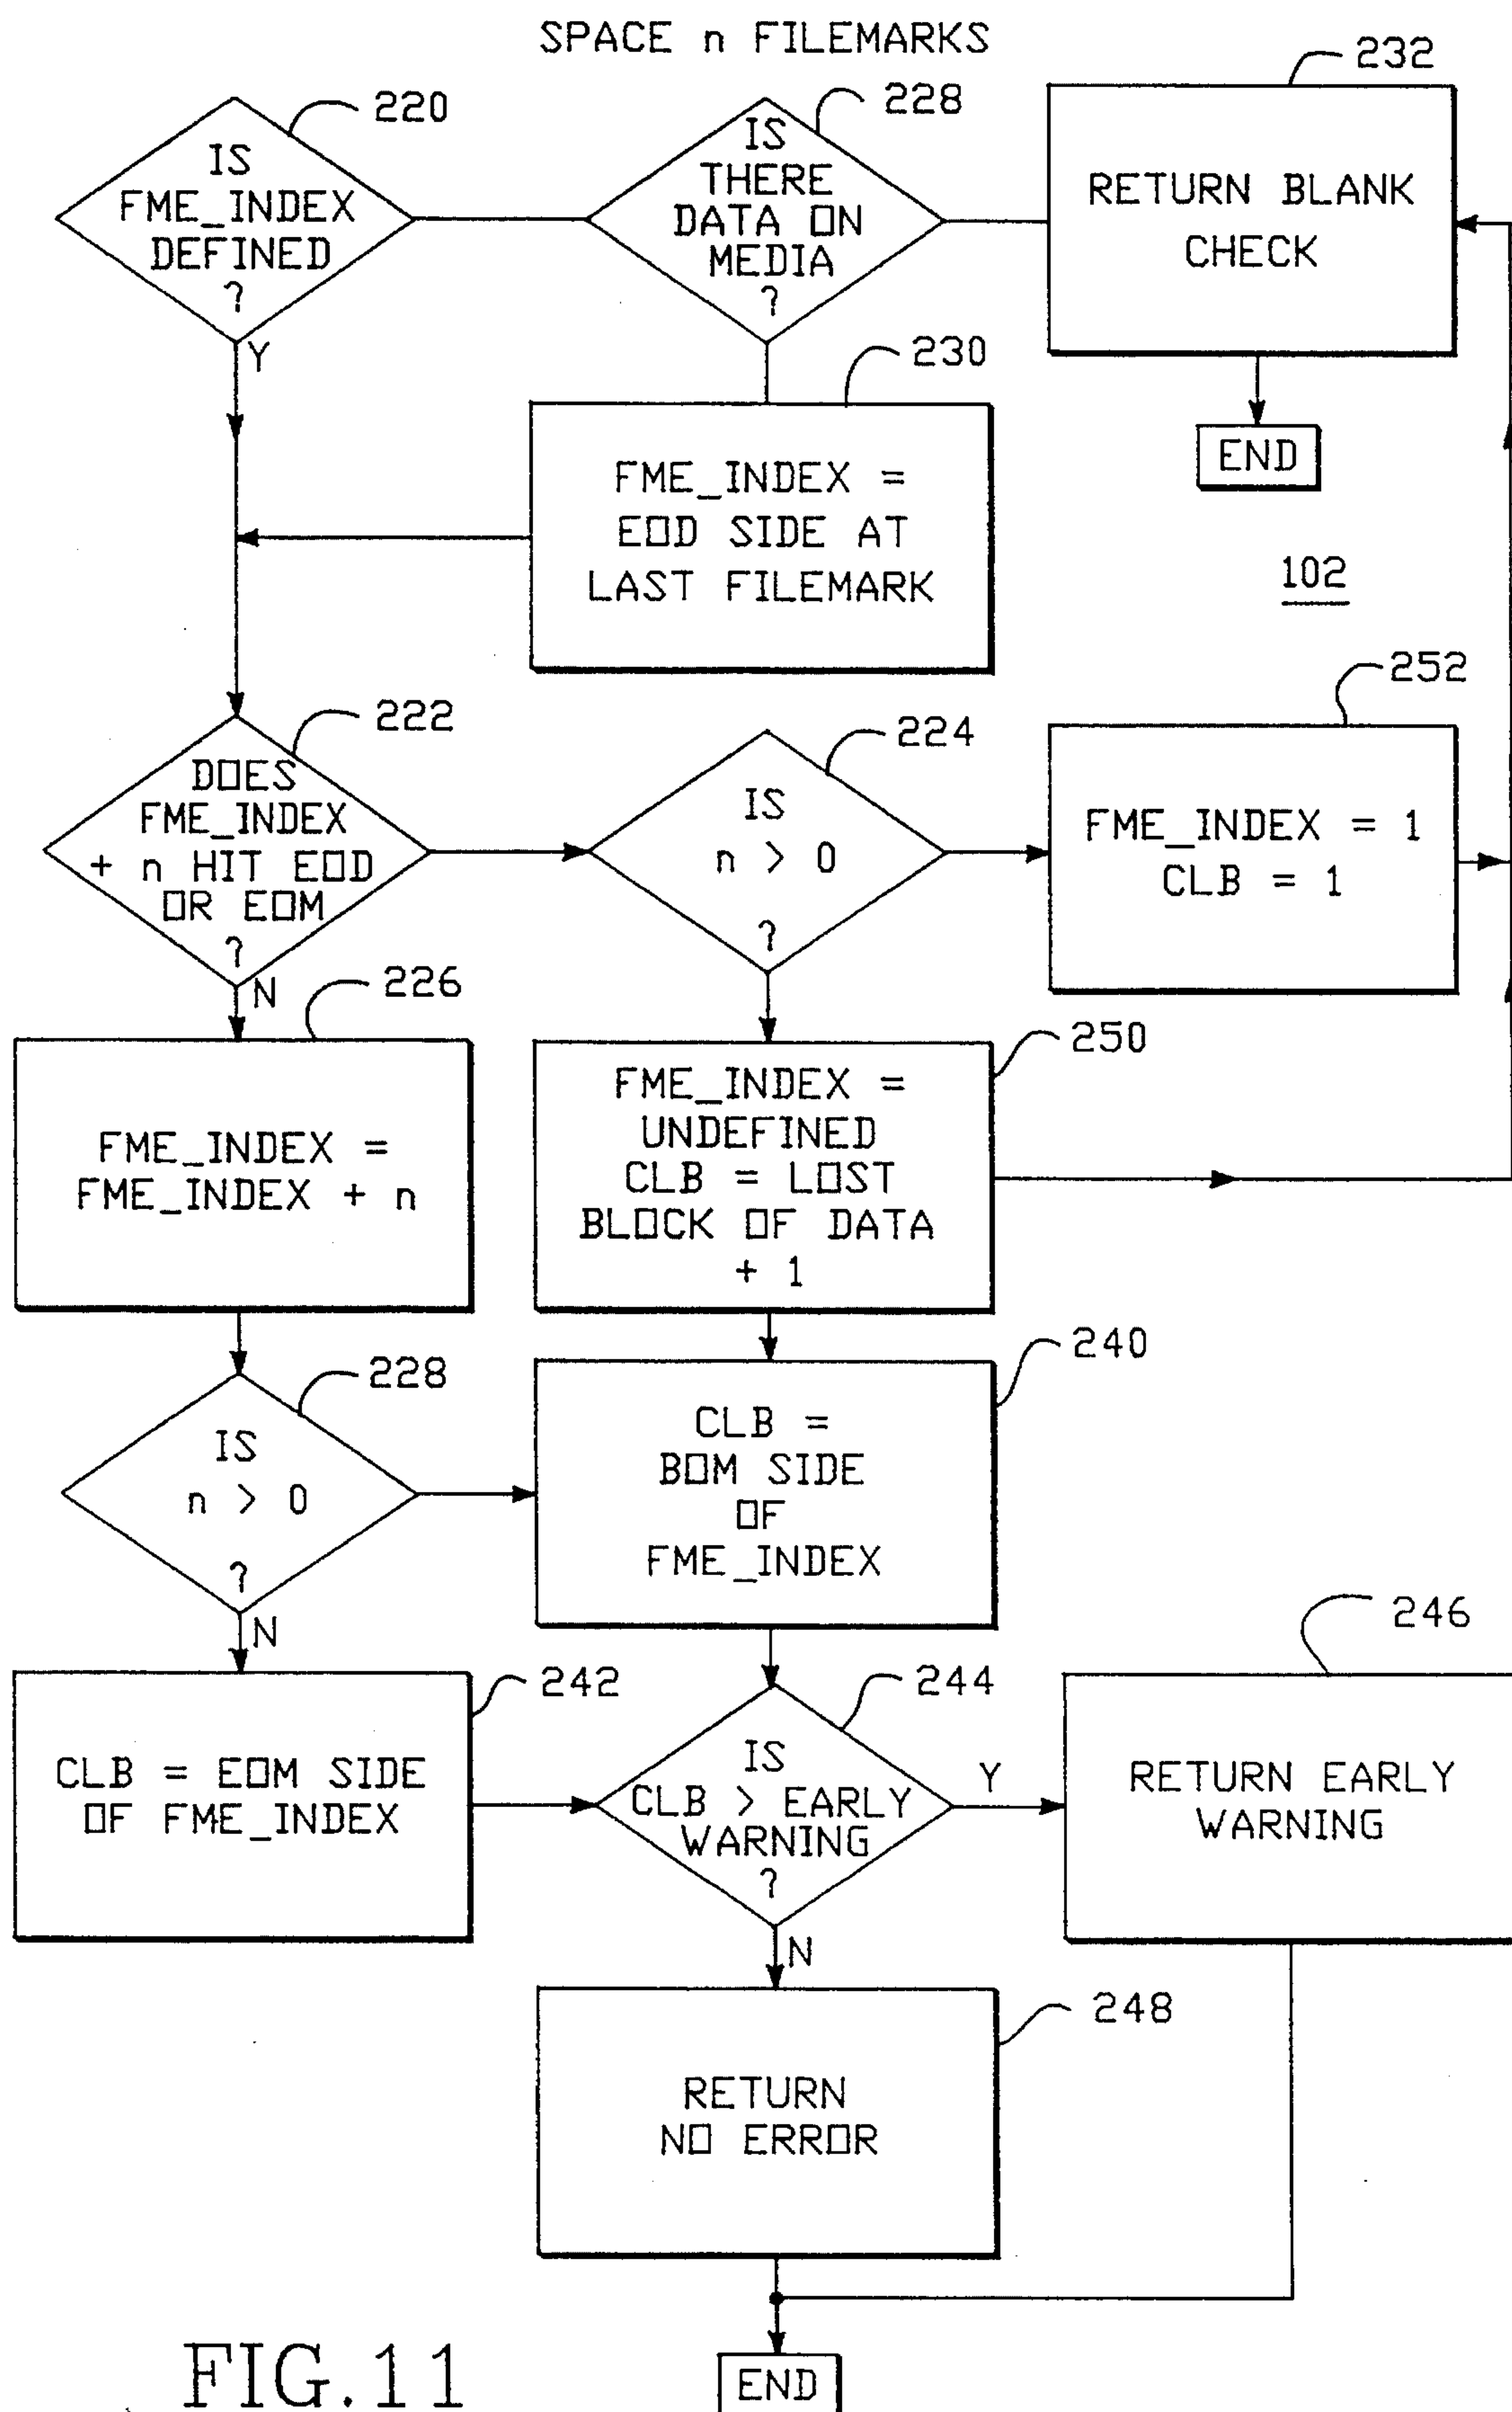 SPACE n FILEMARKS
220
IS
FME_INDEX
DEFINED
?
Y
228
IS
THERE
DATA ON
MEDIA
?
232
RETURN BLANK
CHECK
END
230
FME_INDEX =
EOD SIDE AT
LAST FILEMARK
102
222
DOES
FME_INDEX
+ n HIT EOD
OR EOM
?
N
224
IS
n > 0
?
252
FME_INDEX = 1
CLB = 1
226
FME_INDEX =
FME_INDEX + n
250
FME_INDEX =
UNDEFINED
CLB = LOST
BLOCK OF DATA
+ 1
228
IS
n > 0
?
N
240
CLB =
BOM SIDE
OF
FME_INDEX
242
CLB = EOM SIDE
OF FME_INDEX
244
IS
CLB > EARLY
WARNING
?
Y
N
246
RETURN EARLY
WARNING
248
RETURN
NO ERROR
END
FIG.11